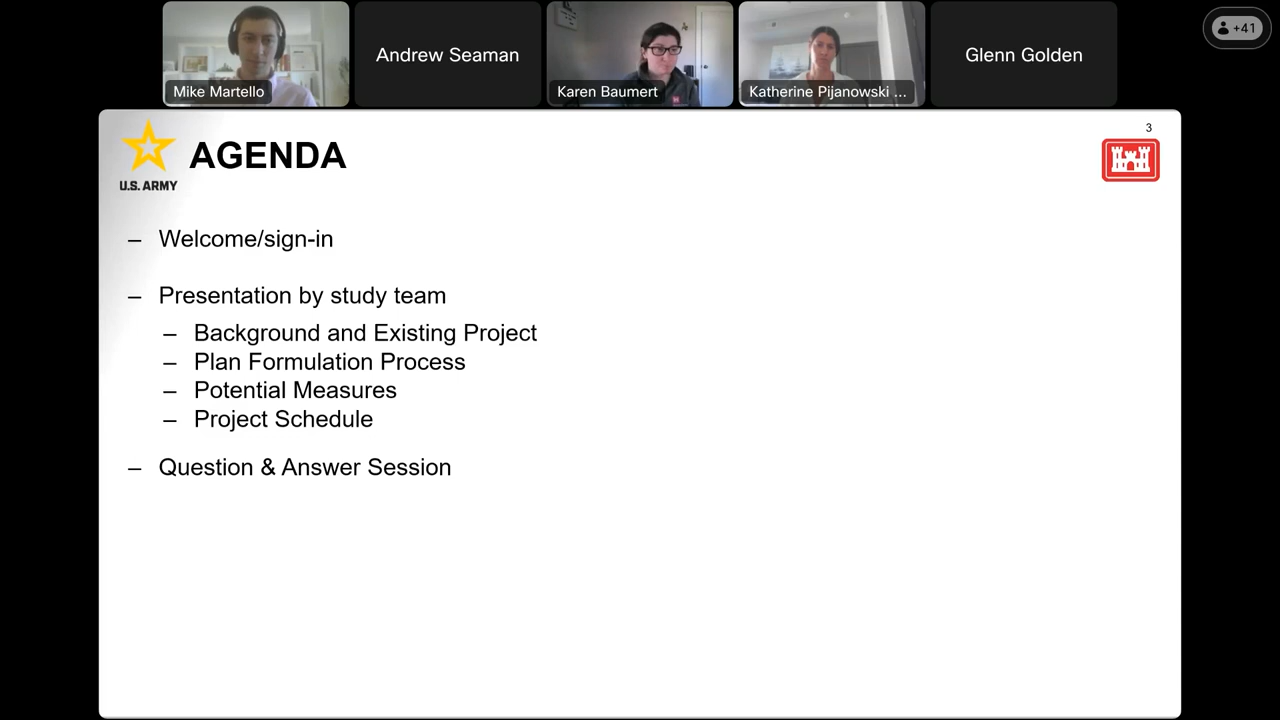 Mike Martello
Andrew Seaman
Karen Baumert
Katherine Pijanowski ...
Glenn Golden
+41
3
U.S. ARMY
AGENDA
– Welcome/sign-in
– Presentation by study team
– Background and Existing Project
– Plan Formulation Process
– Potential Measures
– Project Schedule
– Question & Answer Session